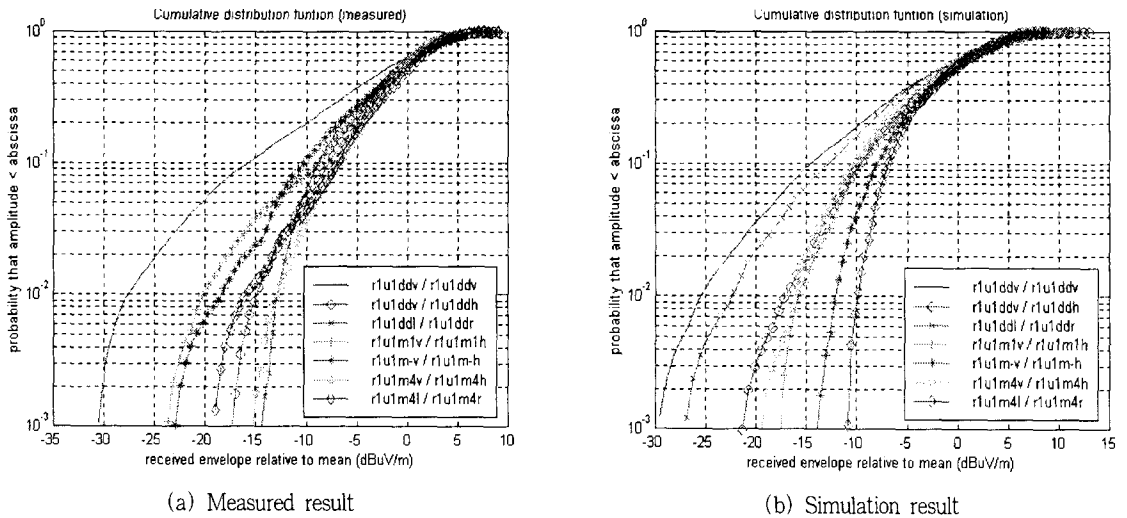 Cumulative distribution funtion (measured)
probability that amplitude < abscissa
10^0
10^-1
10^-2
10^-3
r1u1ddv / r1u1ddv
r1u1ddv / r1u1ddh
r1u1ddl / r1u1ddr
r1u1m1v / r1u1m1h
r1u1m-v / r1u1m-h
r1u1m4v / r1u1m4h
r1u1m4l / r1u1m4r
-35 -30 -25 -20 -15 -10 -5 0 5 10
received envelope relative to mean (dBuV/m)
(a) Measured result
Cumulative distribution funtion (simulation)
probability that amplitude < abscissa
10^0
10^-1
10^-2
10^-3
r1u1ddv / r1u1ddv
r1u1ddv / r1u1ddh
r1u1ddl / r1u1ddr
r1u1m1v / r1u1m1h
r1u1m-v / r1u1m-h
r1u1m4v / r1u1m4h
r1u1m4l / r1u1m4r
-30 -25 -20 -15 -10 -5 0 5 10 15
received envelope relative to mean (dBuV/m)
(b) Simulation result